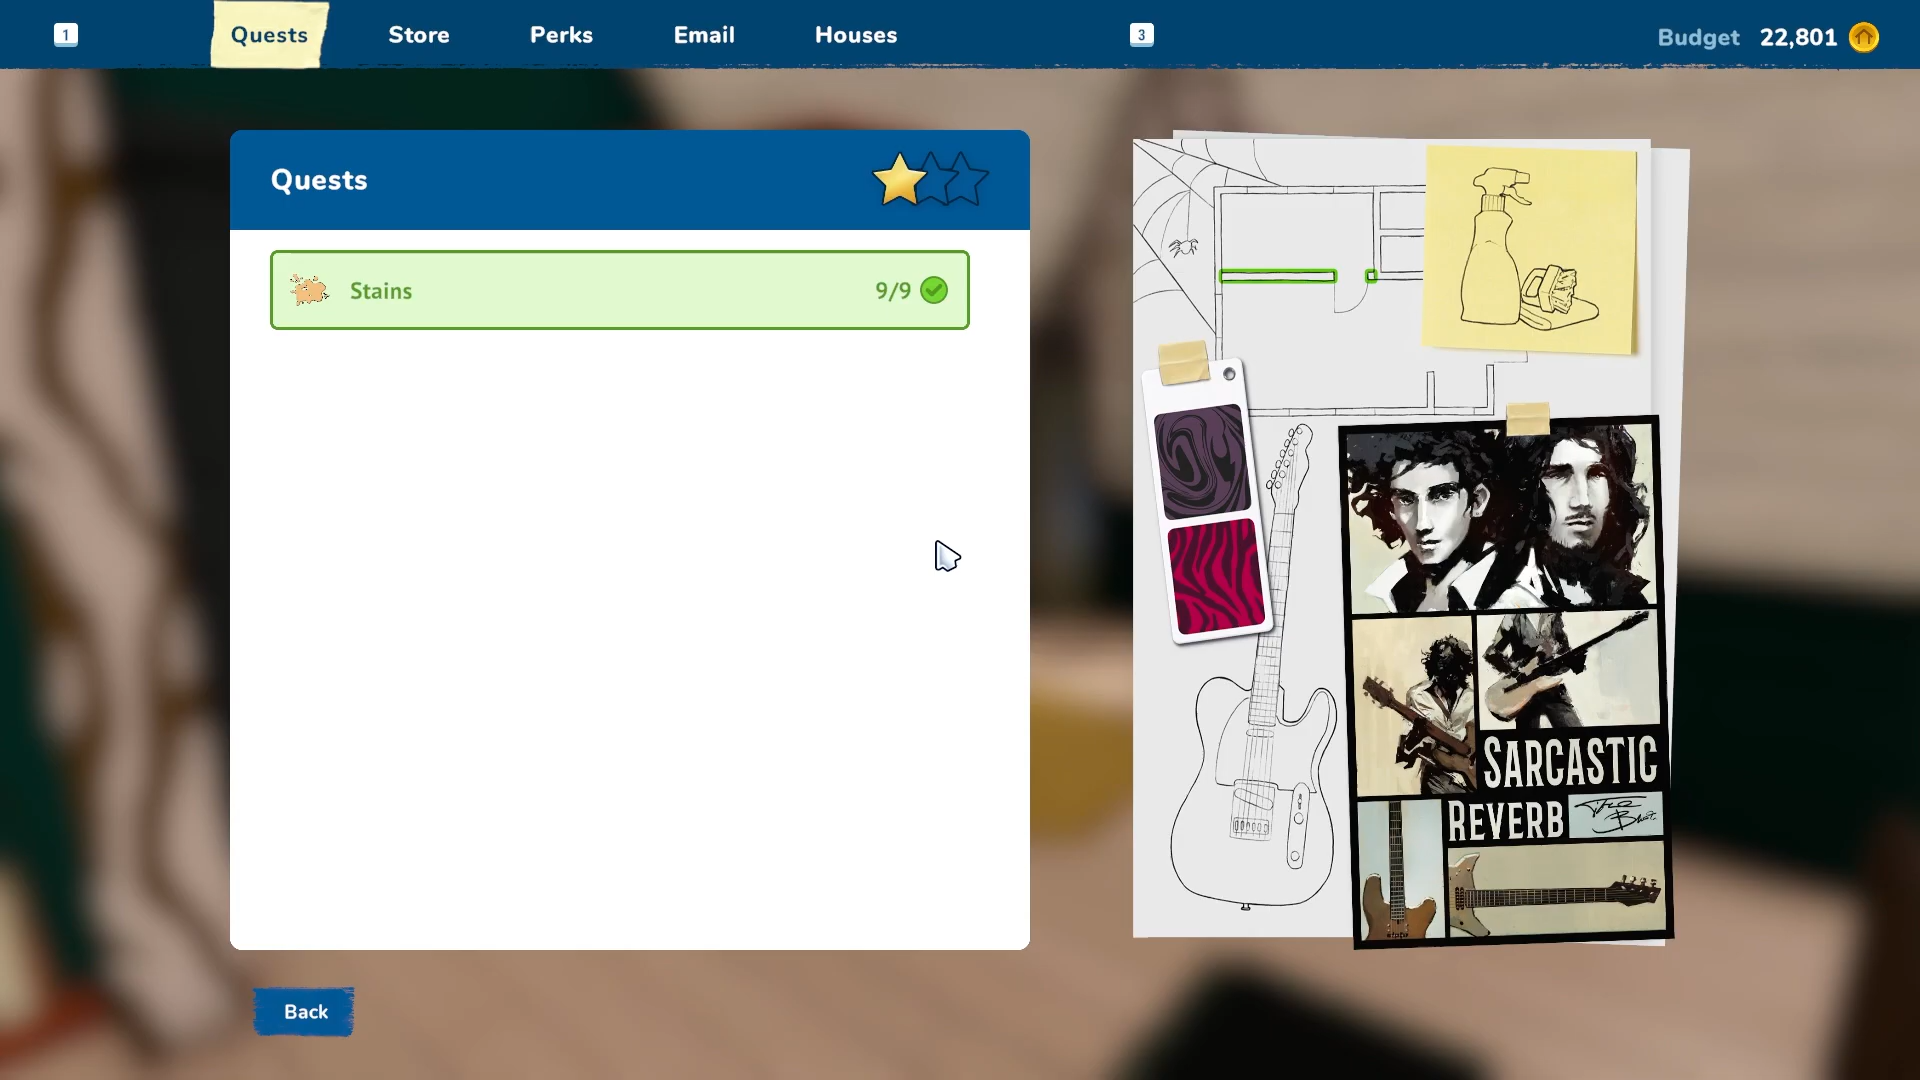 1
Quests
Store
Perks
Email
Houses
3
Budget 22,801
Quests
Stains
9/9
SARCASTIC
REVERB
Back